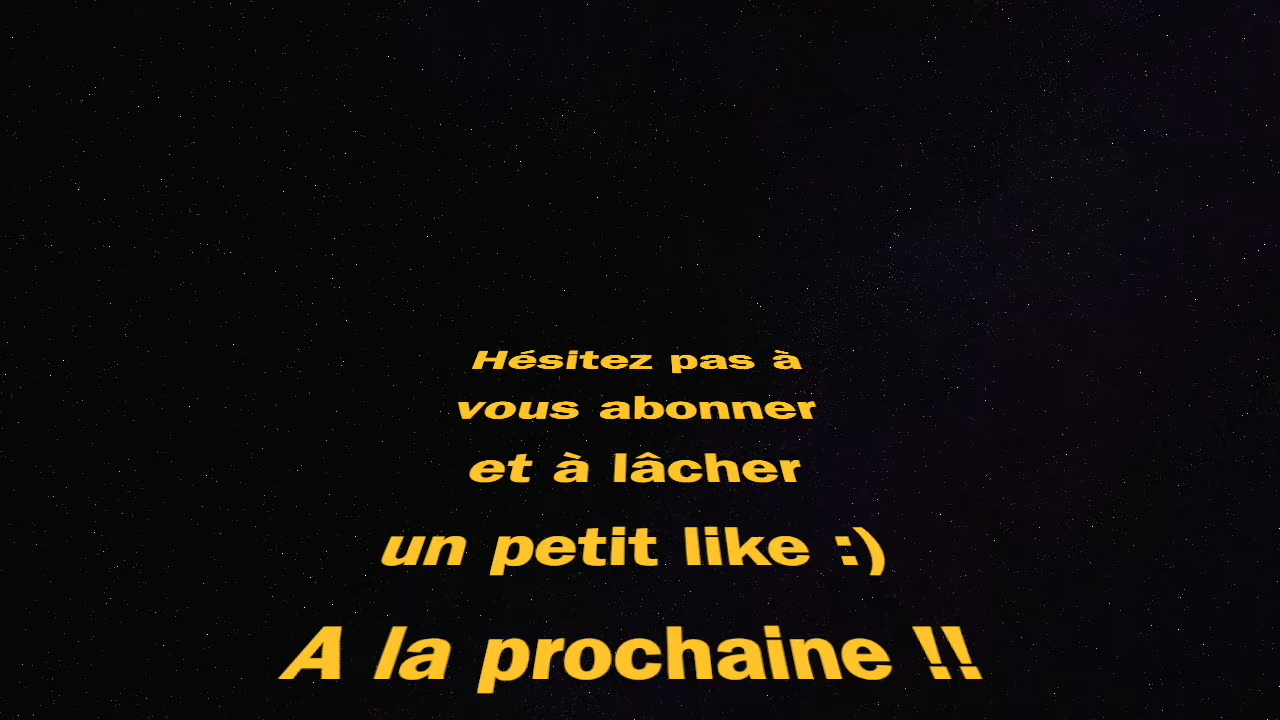 Hésitez pas à
vous abonner
et à lâcher
un petit like :)
A la prochaine !!